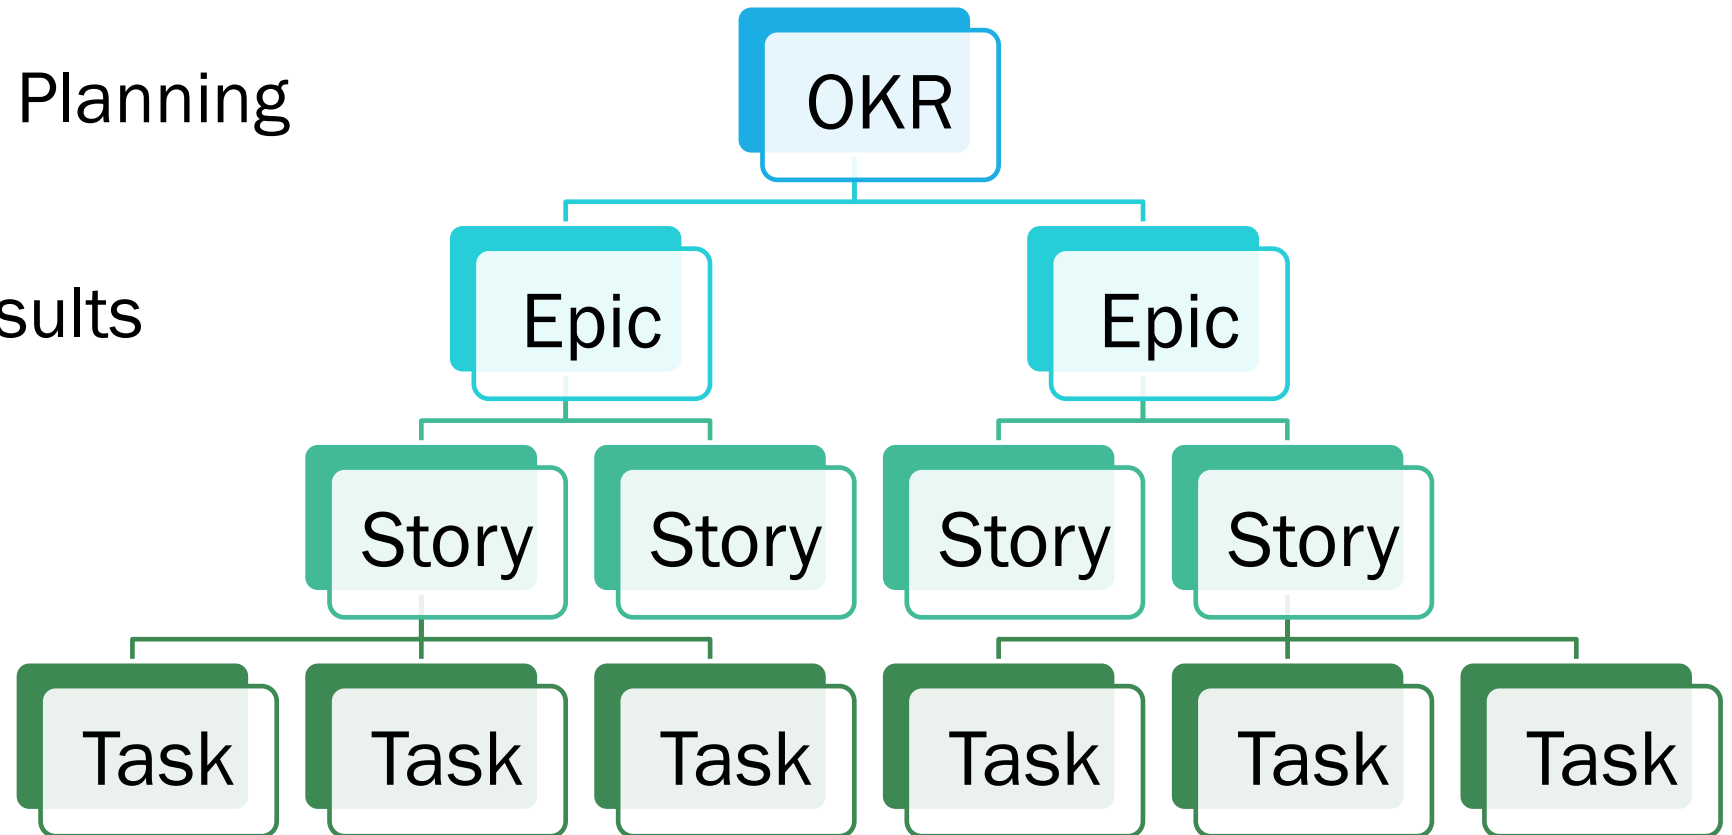 Planning
OKR
sults
Epic Epic
Story Story Story Story
Task Task Task Task Task Task